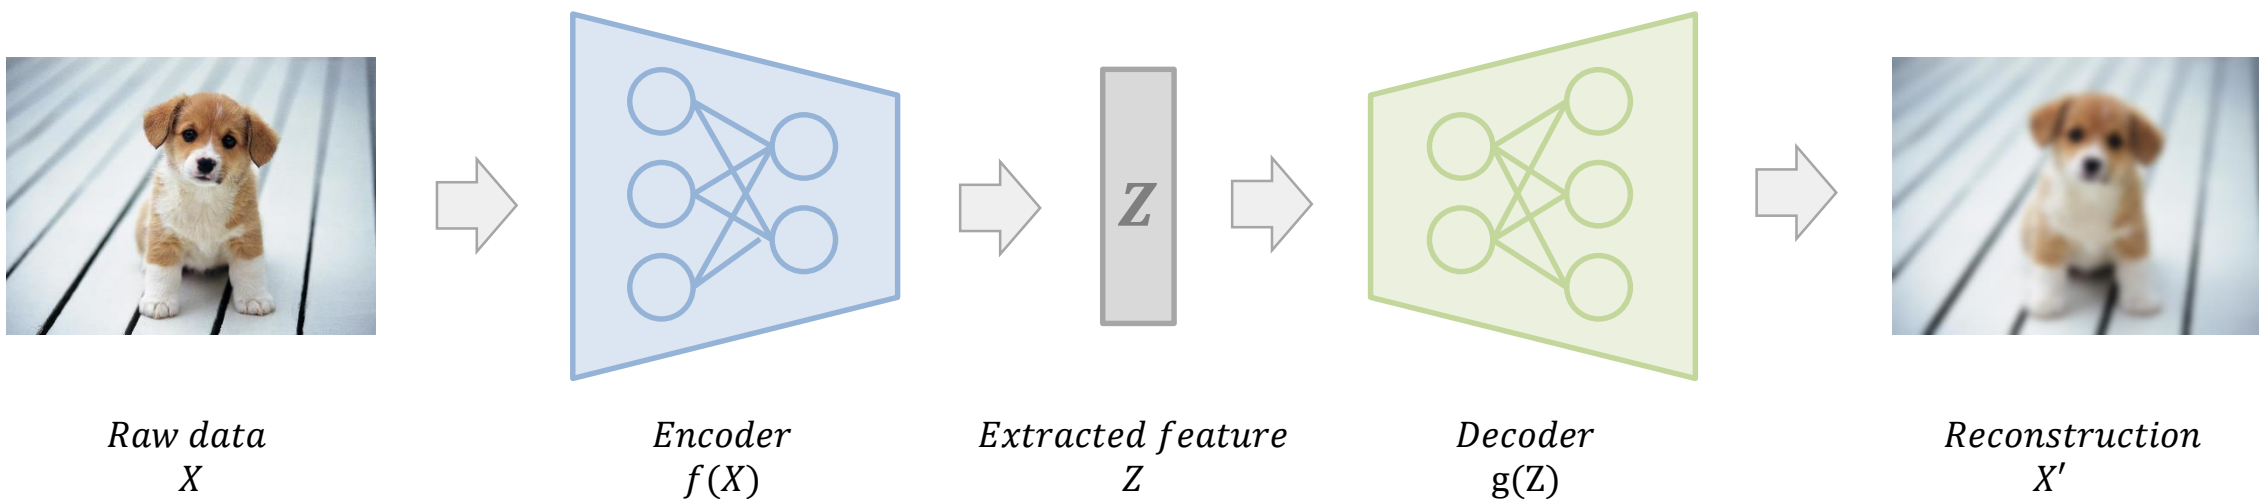 Z
Raw data
X
Encoder
f(X)
Extracted feature
Z
Decoder
g(Z)
Reconstruction
X′